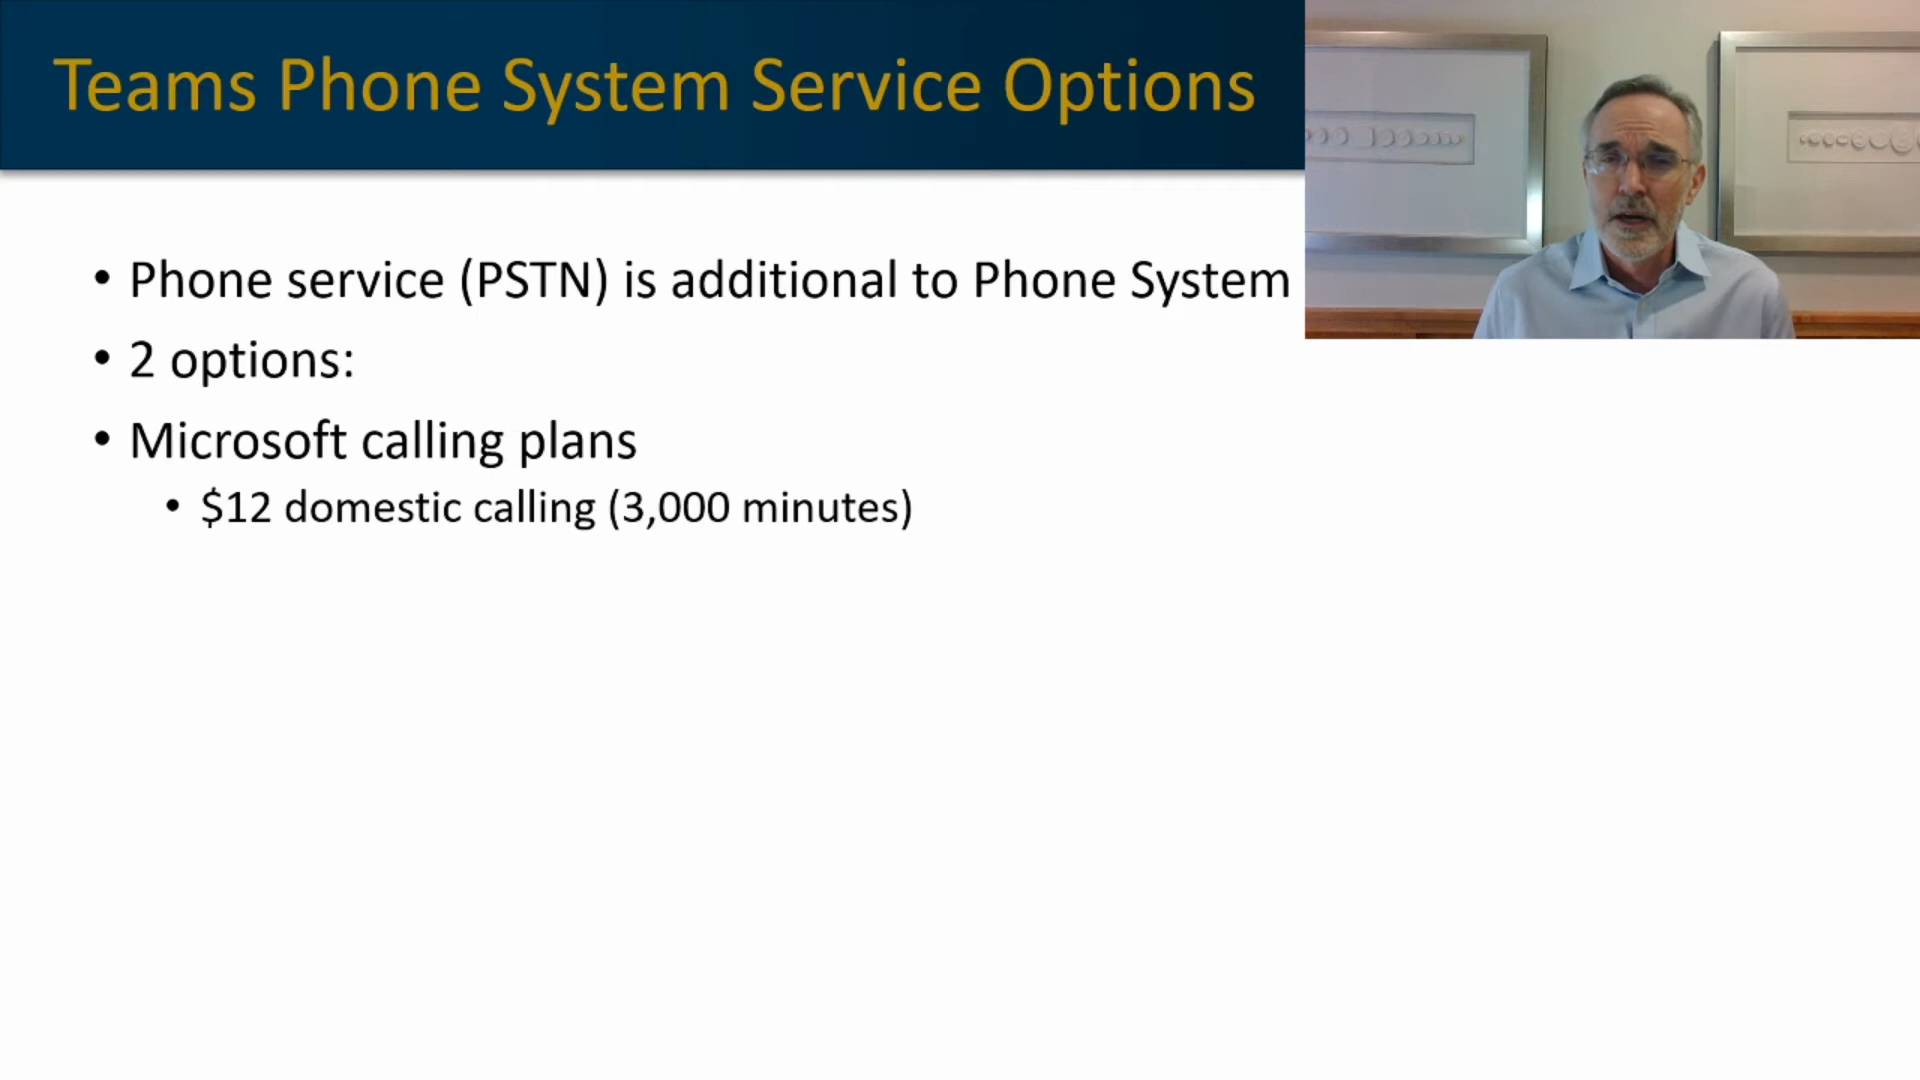 Teams Phone System Service Options
• Phone service (PSTN) is additional to Phone System
• 2 options:
• Microsoft calling plans
• $12 domestic calling (3,000 minutes)